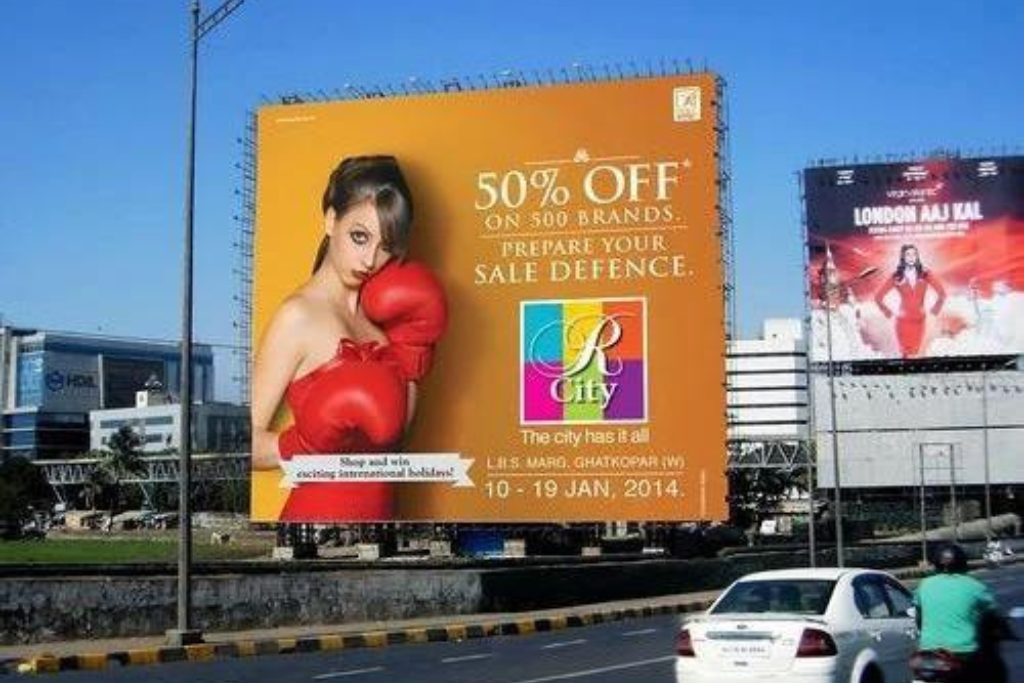 50% OFF*
ON 500 BRANDS.
PREPARE YOUR
SALE DEFENCE.
R
City
The city has it all
Shop and win
exciting international holidays!
L.B.S. MARG, GHATKOPAR (W)
10 - 19 JAN, 2014.
LONDON AAJ KAL
HDIL